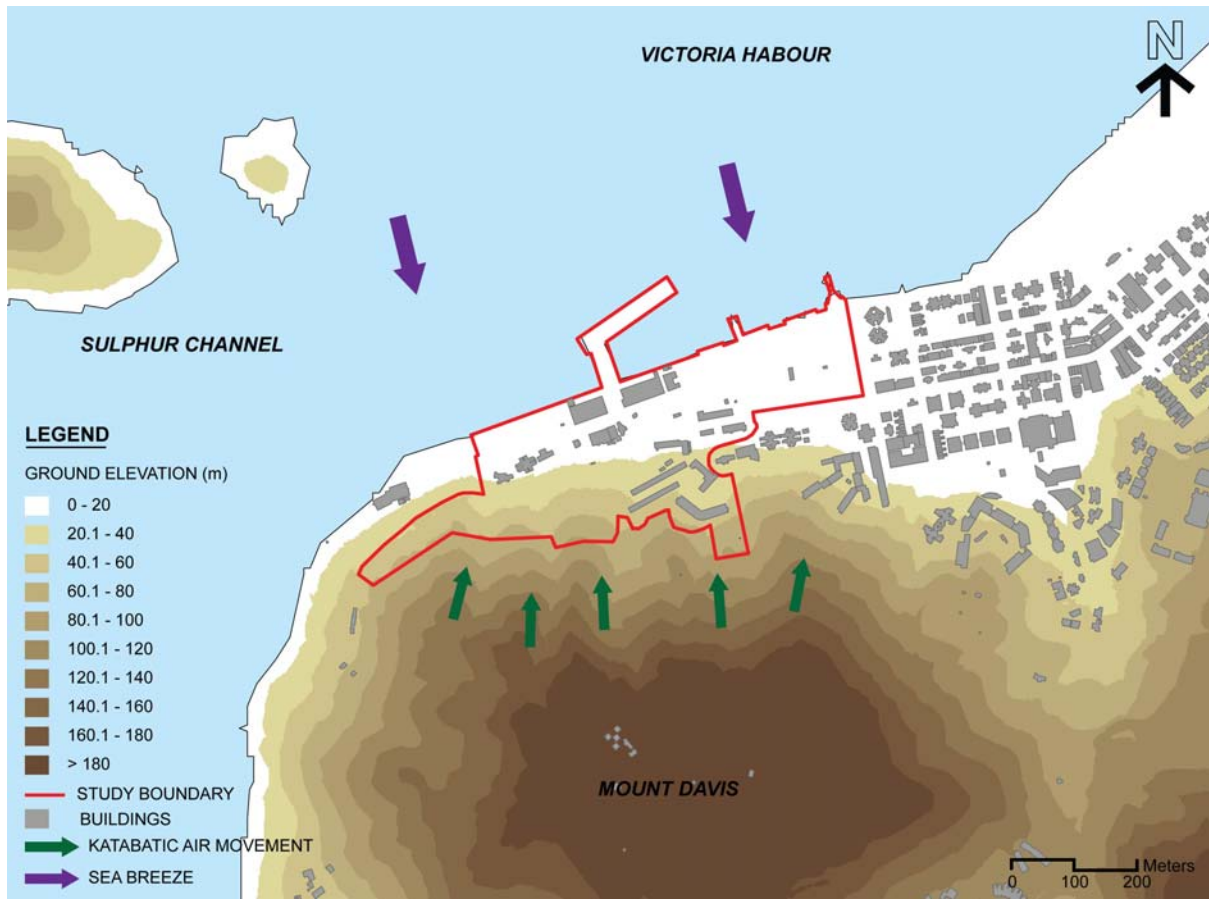 VICTORIA HABOUR
N
SULPHUR CHANNEL
LEGEND
GROUND ELEVATION (m)
0 - 20
20.1 - 40
40.1 - 60
60.1 - 80
80.1 - 100
100.1 - 120
120.1 - 140
140.1 - 160
160.1 - 180
> 180
STUDY BOUNDARY
BUILDINGS
KATABATIC AIR MOVEMENT
SEA BREEZE
MOUNT DAVIS
Meters
0 100 200